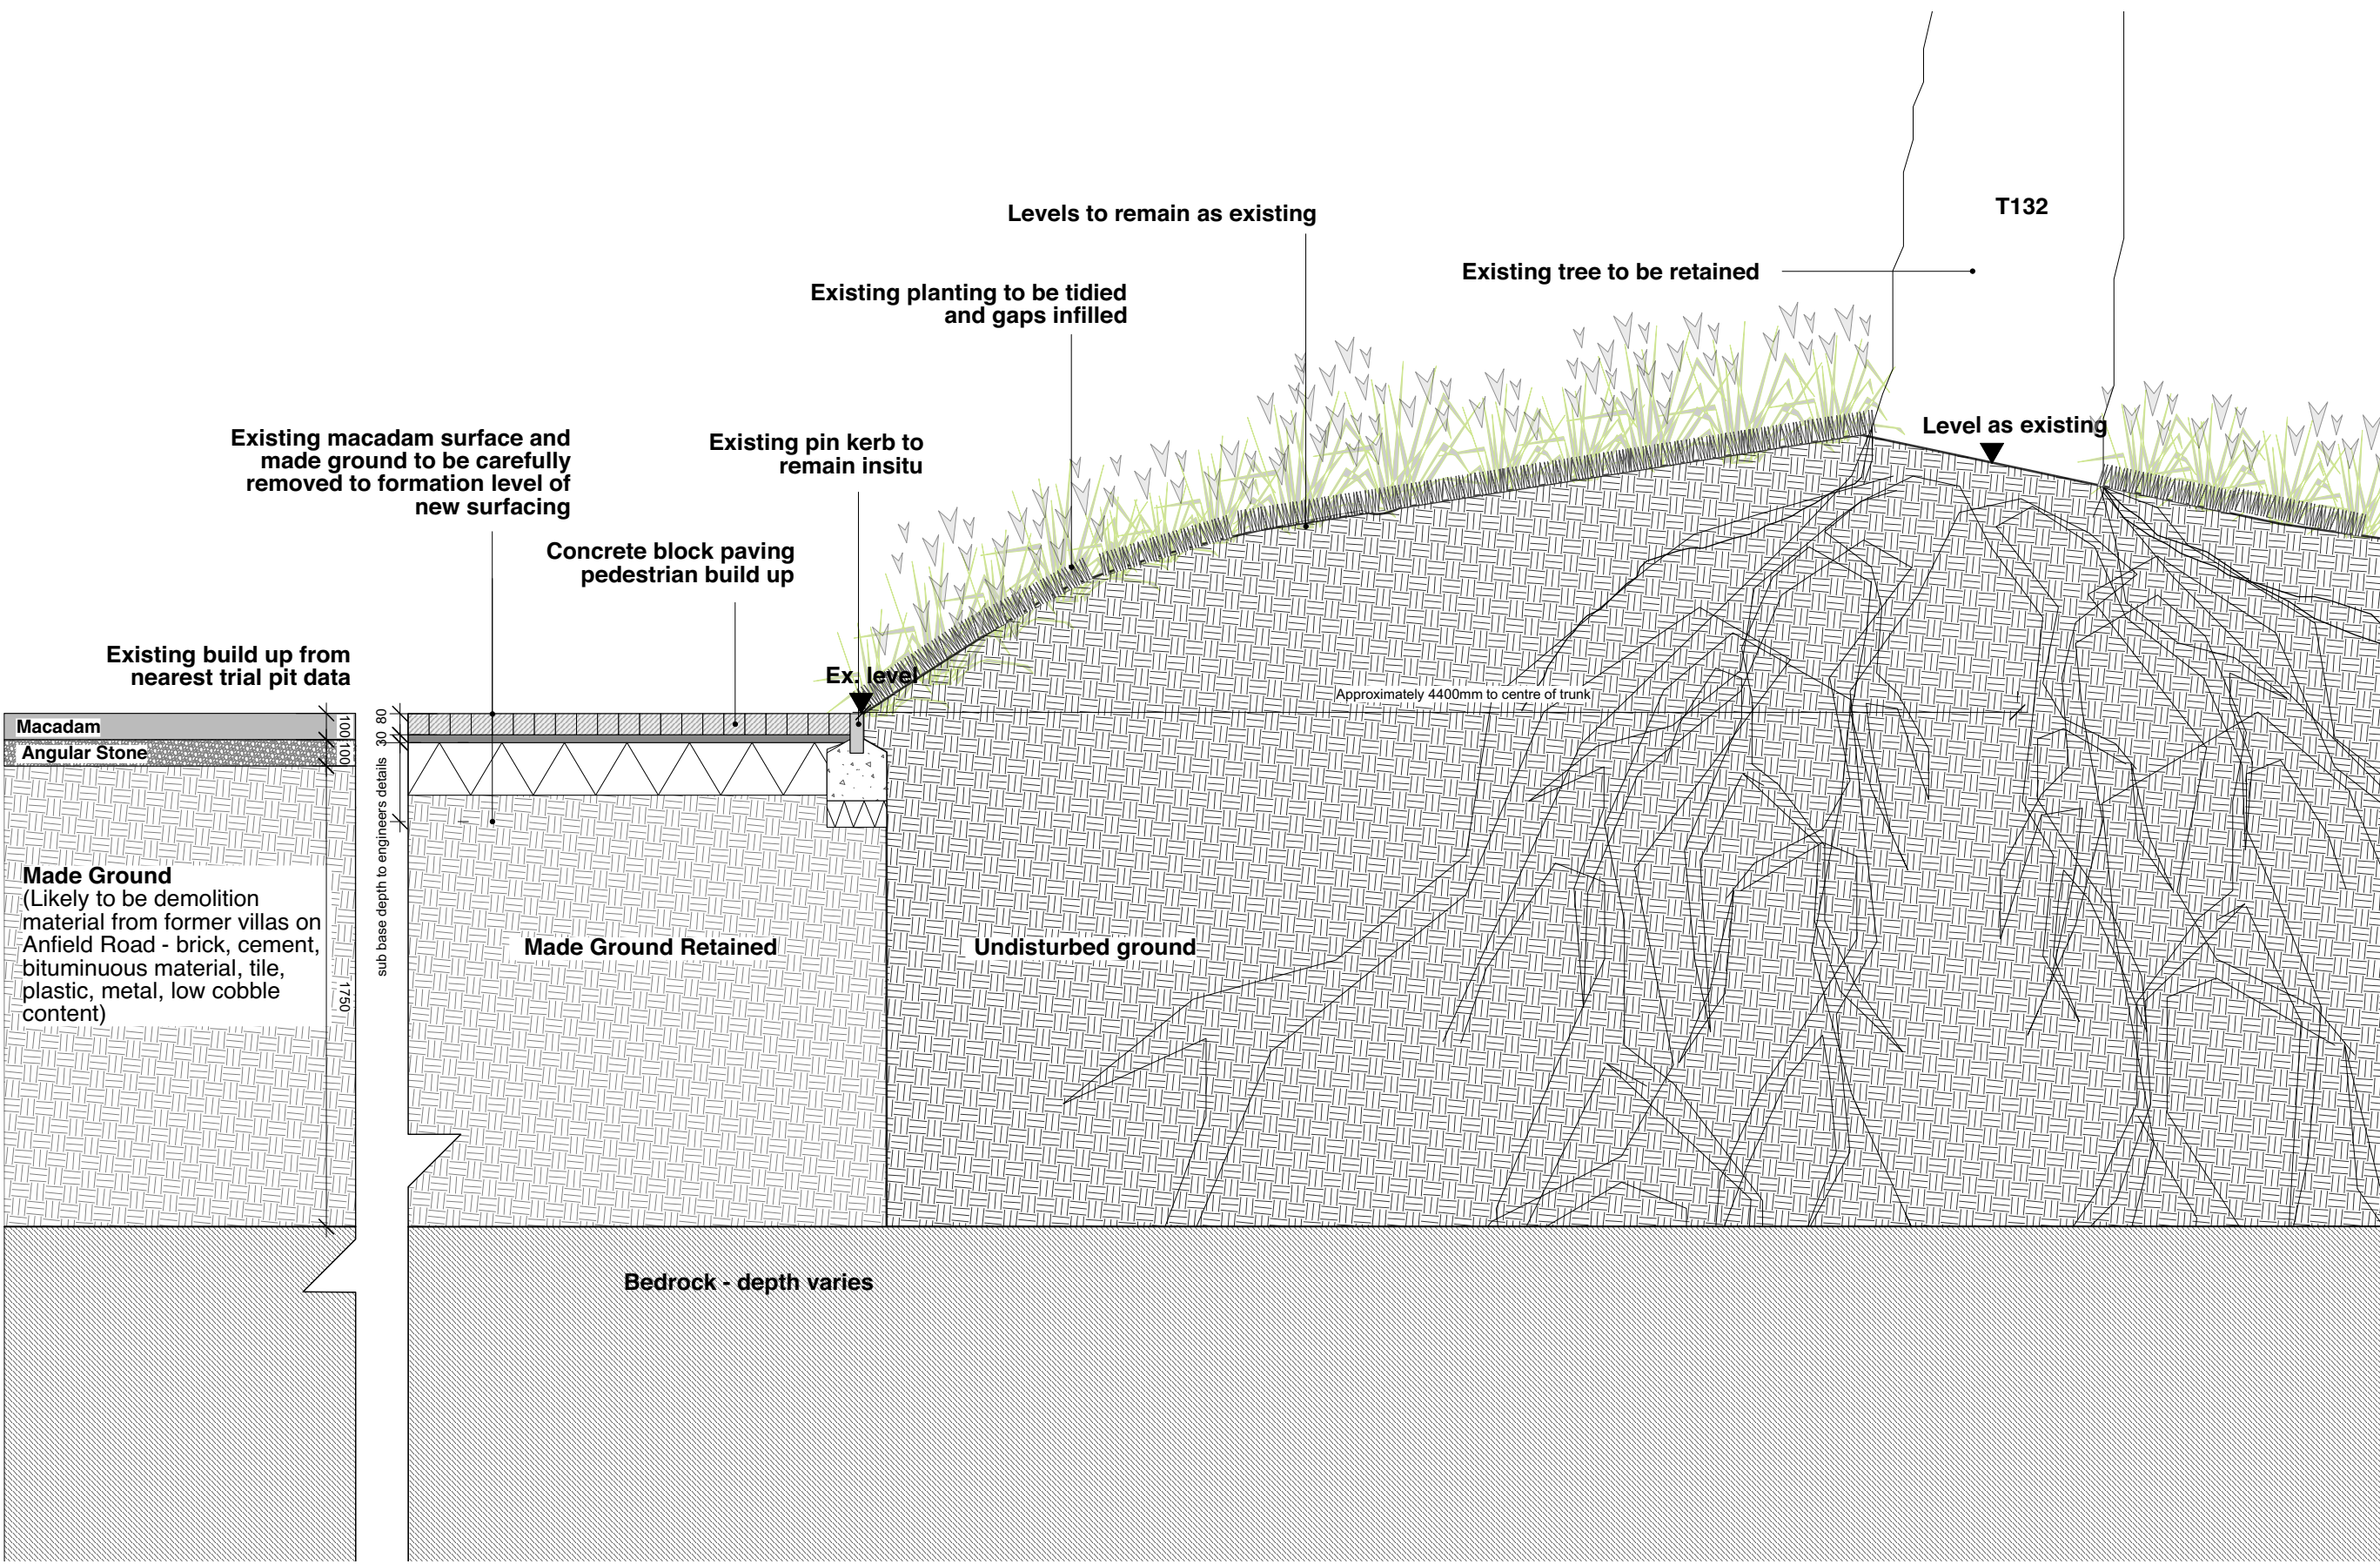 T132
Levels to remain as existing
Existing tree to be retained
Existing planting to be tidied
and gaps infilled
Level as existing
Existing macadam surface and
made ground to be carefully
removed to formation level of
new surfacing
Existing pin kerb to
remain insitu
Concrete block paving
pedestrian build up
Existing build up from
nearest trial pit data
Ex. level
Approximately 4400mm to centre of trunk
Macadam
100
80
Angular Stone
100
30
sub base depth to engineers details
Made Ground
(Likely to be demolition
material from former villas on
Anfield Road - brick, cement,
bituminuous material, tile,
plastic, metal, low cobble
content)
1750
Made Ground Retained
Undisturbed ground
Bedrock - depth varies